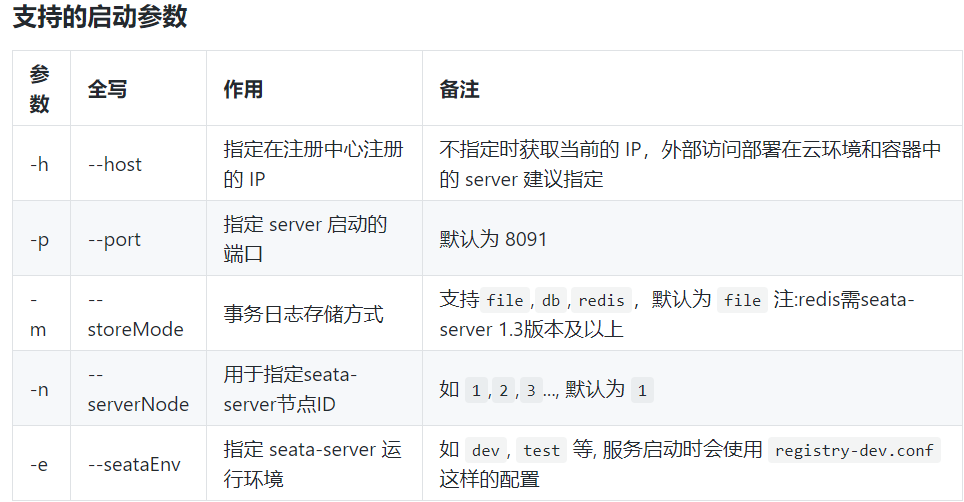 支持的启动参数
参
数
全写
作用
备注
-h
--host
指定在注册中心注册
的 IP
不指定时获取当前的 IP，外部访问部署在云环境和容器中
的 server 建议指定
-p
--port
指定 server 启动的
端口
默认为 8091
-
m
--
storeMode
事务日志存储方式
支持 file , db , redis ，默认为 file 注:redis需seata-
server 1.3版本及以上
-n
--
serverNode
用于指定seata-
server节点ID
如 1 , 2 , 3 ..., 默认为 1
-e
--seataEnv
指定 seata-server 运
行环境
如 dev , test 等, 服务启动时会使用 registry-dev.conf
这样的配置